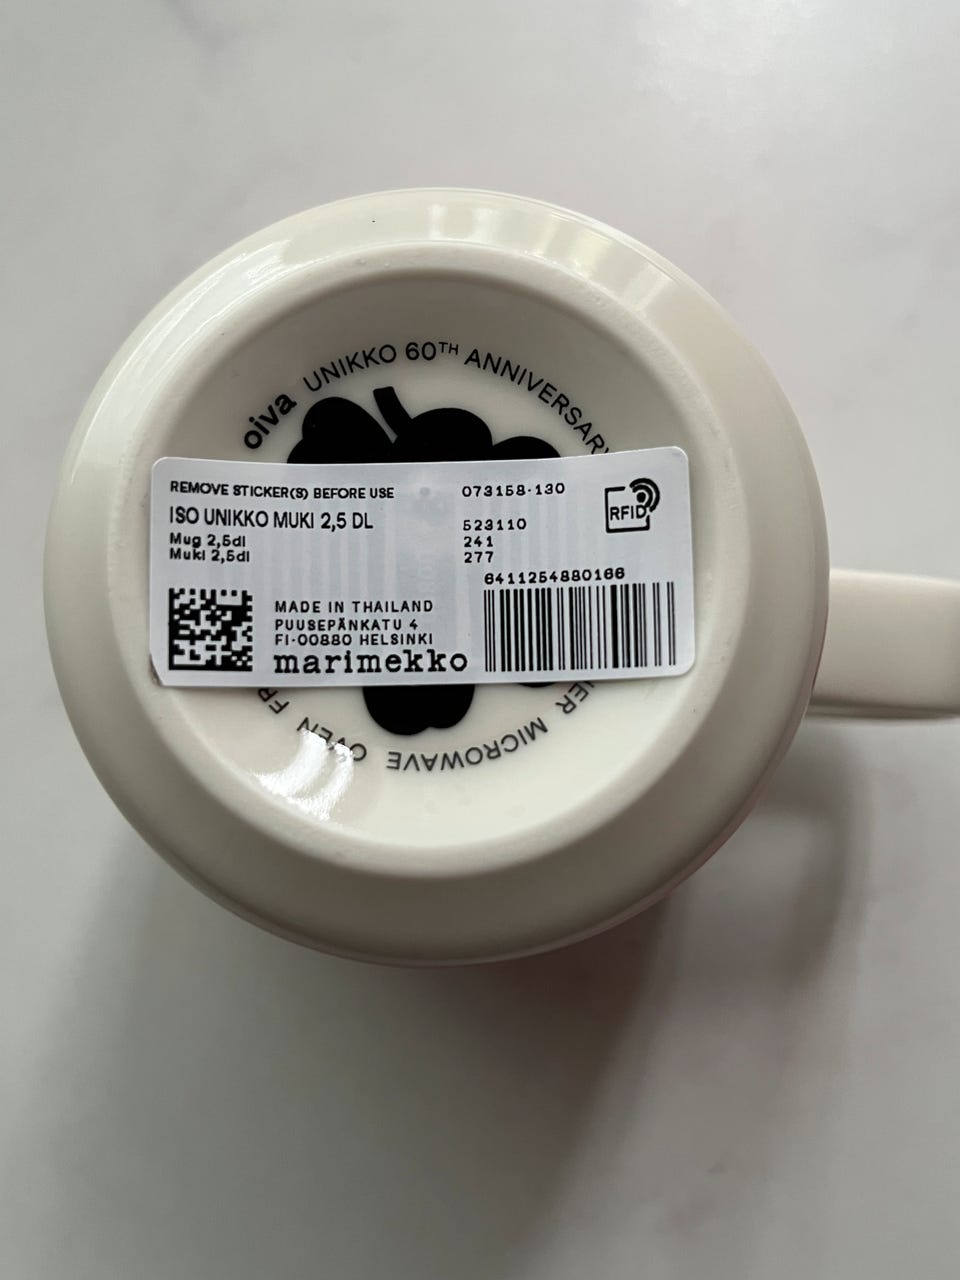 oiva UNIKKO 60TH ANNIVERSARY
REMOVE STICKER(S) BEFORE USE
073158-130
RFID
ISO UNIKKO MUKI 2,5 DL
523110
Mug 2,5dl
241
Muki 2,5dl
277
6411254880166
MADE IN THAILAND
PUUSEPÄNKATU 4
FI-00880 HELSINKI
marimekko
MICROWAVE OVEN